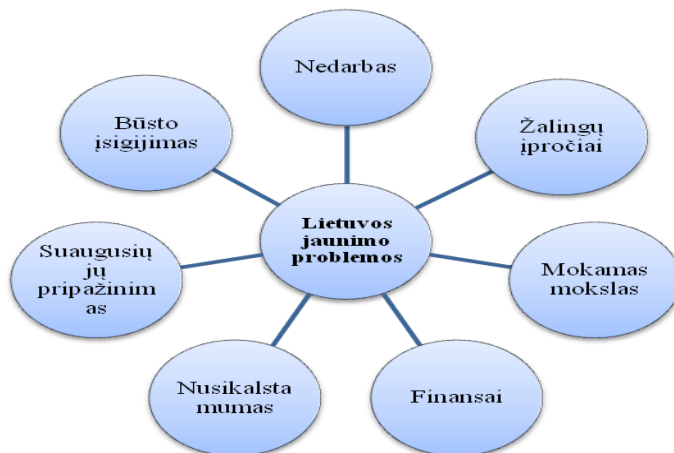 Nedarbas
Žalingų
įpročiai
Mokamas
mokslas
Finansai
Nusikalsta
mumas
Suaugusių
jų
pripažinim
as
Būsto
įsigijimas
Lietuvos
jaunimo
problemos